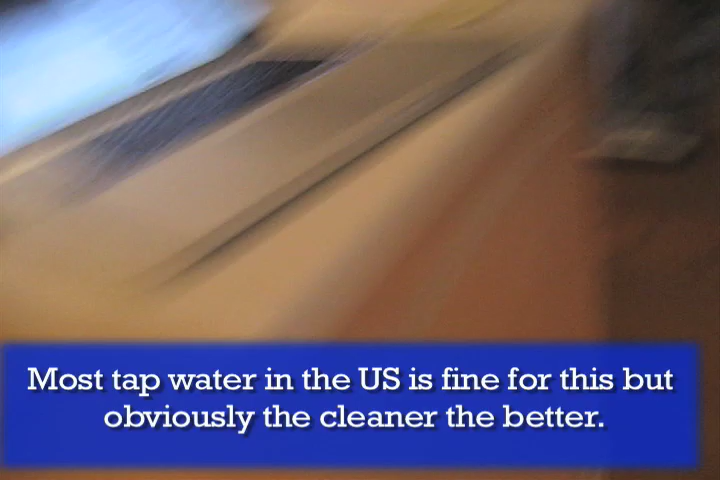 Most tap water in the US is fine for this but
obviously the cleaner the better.